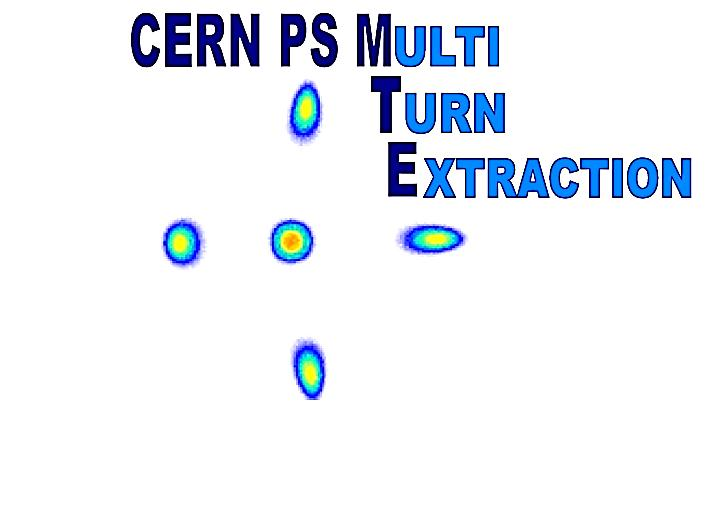 CERN PS MULTI
TURN
EXTRACTION